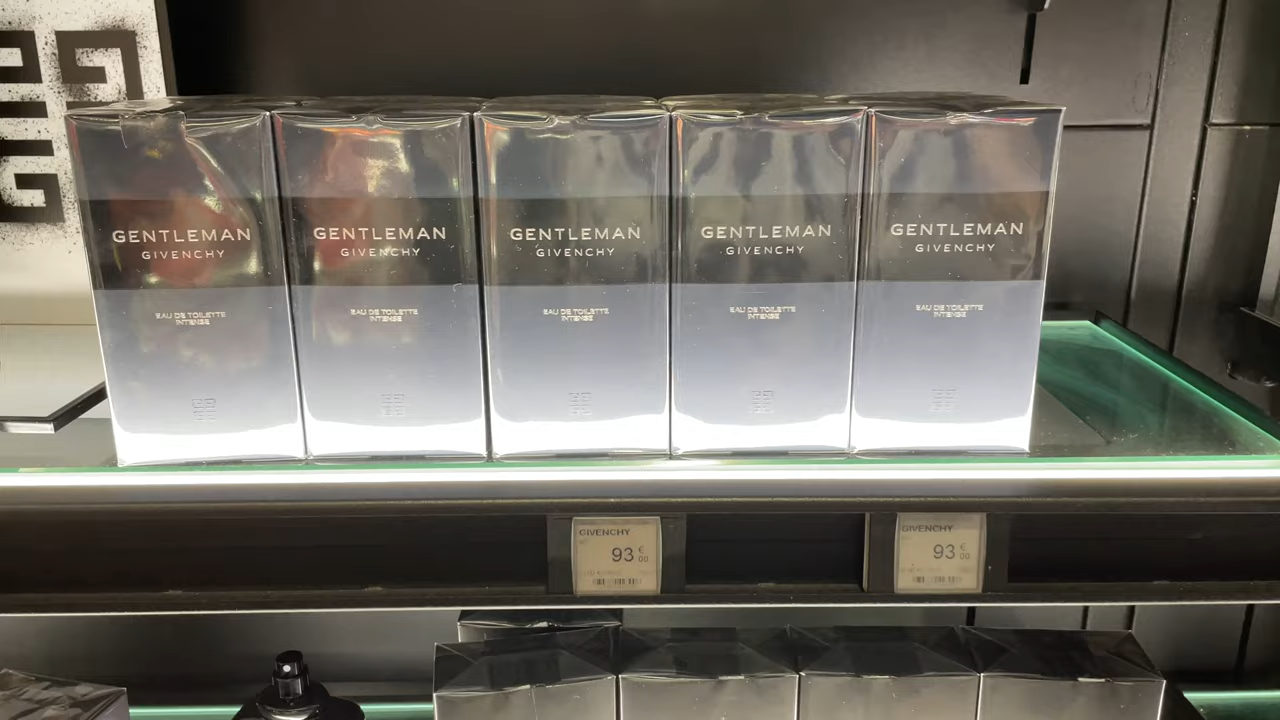 GENTLEMAN
GIVENCHY
EAU DE TOILETTE
INTENSE
GENTLEMAN
GIVENCHY
EAU DE TOILETTE
INTENSE
GENTLEMAN
GIVENCHY
EAU DE TOILETTE
INTENSE
GENTLEMAN
GIVENCHY
EAU DE TOILETTE
INTENSE
GENTLEMAN
GIVENCHY
EAU DE TOILETTE
INTENSE
GIVENCHY
93 €00
GIVENCHY
93 €00